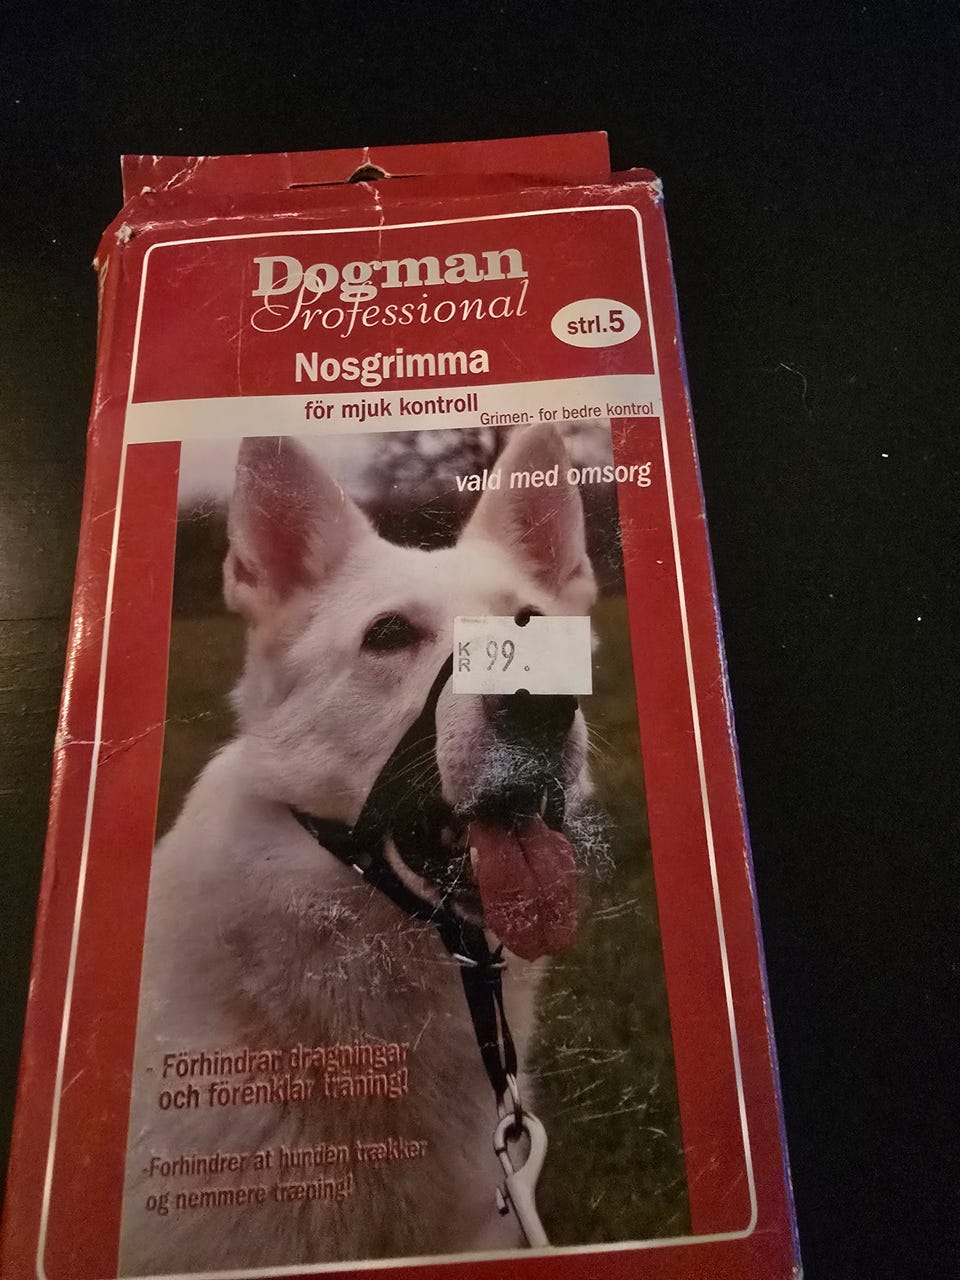 Dogman
Professional
strl.5
Nosgrimma
för mjuk kontroll
Grimen- for bedre kontrol
vald med omsorg
KR 99.
- Förhindrar dragningar
och förenklar träning!
-Forhindrer at hunden trækker
og nemmere træning!